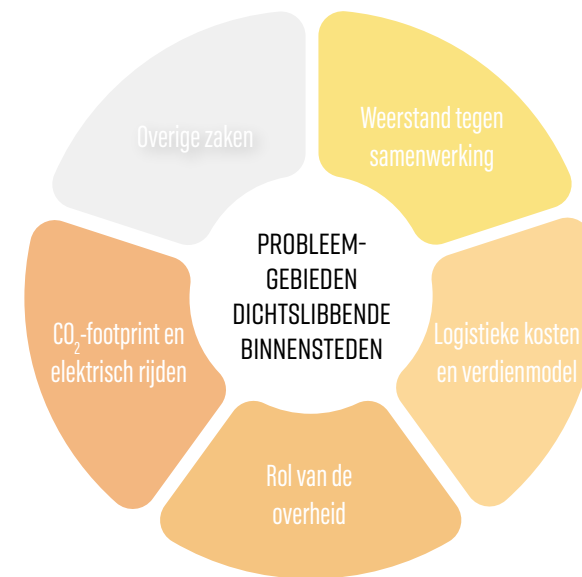 Overige zaken
Weerstand tegen
samenwerking
PROBLEEM-
GEBIEDEN
DICHTSLIBBENDE
BINNENSTEDEN
CO₂-footprint en
elektrisch rijden
Logistieke kosten
en verdienmodel
Rol van de
overheid